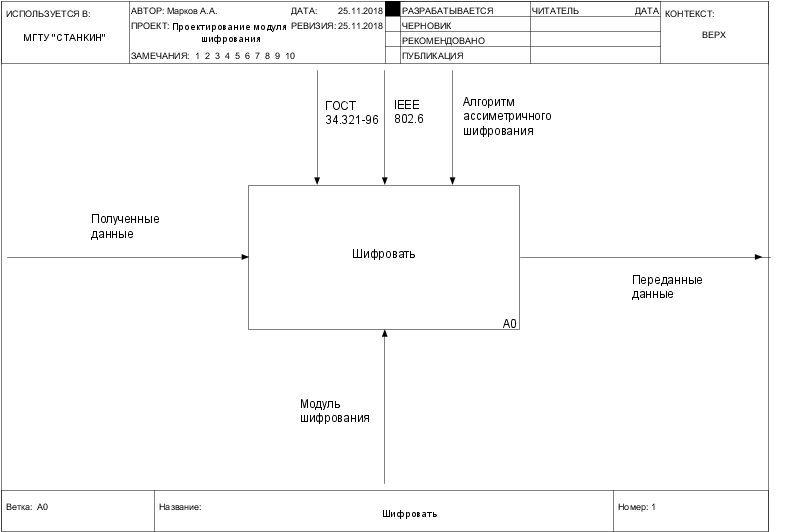 ИСПОЛЬЗУЕТСЯ В:
МГТУ "СТАНКИН"
АВТОР: Марков А.А.
ДАТА: 25.11.2018
ПРОЕКТ: Проектирование модуля
шифрования
РЕВИЗИЯ: 25.11.2018
ЗАМЕЧАНИЯ: 1 2 3 4 5 6 7 8 9 10
РАЗРАБАТЫВАЕТСЯ
ЧЕРНОВИК
РЕКОМЕНДОВАНО
ПУБЛИКАЦИЯ
ЧИТАТЕЛЬ ДАТА
КОНТЕКСТ:
ВЕРХ
ГОСТ
34.321-96
IEEE
802.6
Алгоритм
ассиметричного
шифрования
Полученные
данные
Шифровать
A0
Переданные
данные
Модуль
шифрования
Ветка: A0
Название:
Шифровать
Номер: 1